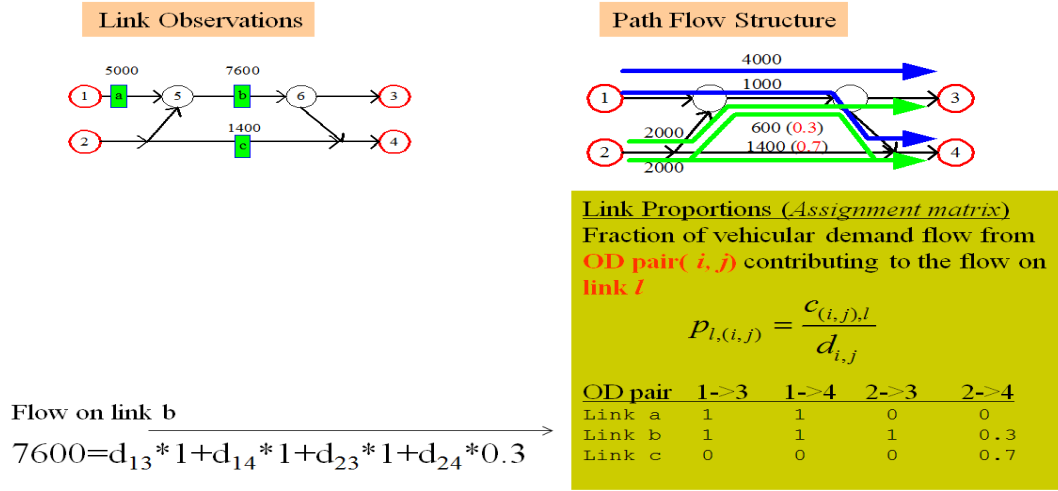 Link Observations
Path Flow Structure
5000
7600
1
a
5
b
6
3
2
1400
c
4
4000
1
1000
3
2000
600 (0.3)
2
1400 (0.7)
4
2000
Link Proportions (Assignment matrix)
Fraction of vehicular demand flow from
OD pair( i, j) contributing to the flow on
link l
p_{l,(i,j)} = \frac{c_{(i,j),l}}{d_{i,j}}
OD pair 1->3 1->4 2->3 2->4
Link a 1 1 0 0
Link b 1 1 1 0.3
Link c 0 0 0 0.7
Flow on link b
7600=d₁₃*1+d₁₄*1+d₂₃*1+d₂₄*0.3